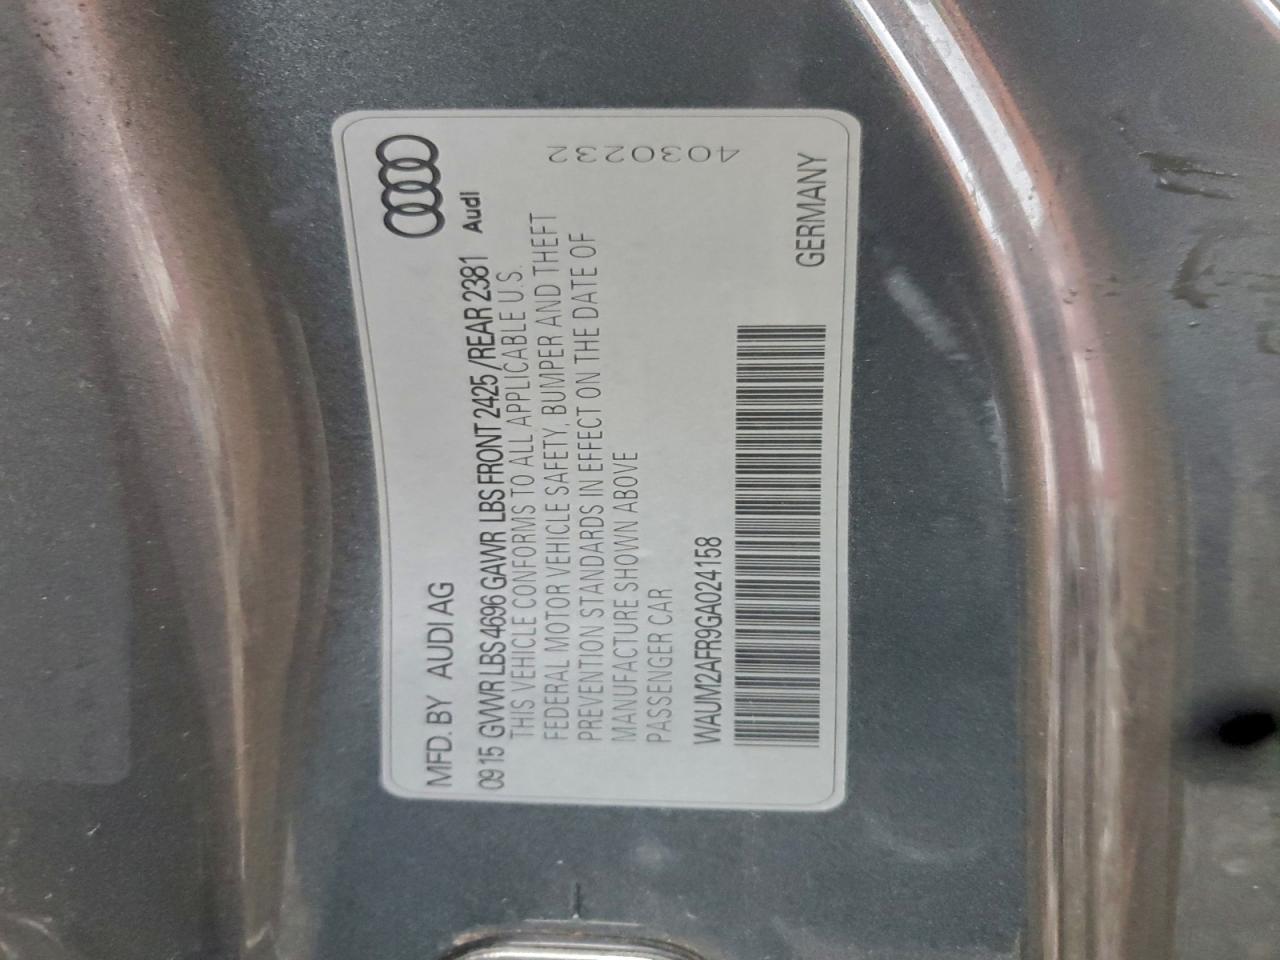 MFD. BY AUDI AG
0915 GVWR LBS 4696 GAWR LBS FRONT 2425 / REAR 2381 Audi
THIS VEHICLE CONFORMS TO ALL APPLICABLE U.S.
FEDERAL MOTOR VEHICLE SAFETY, BUMPER AND THEFT
PREVENTION STANDARDS IN EFFECT ON THE DATE OF
MANUFACTURE SHOWN ABOVE
PASSENGER CAR
4030232
WAUM2AFR9GA024158
GERMANY